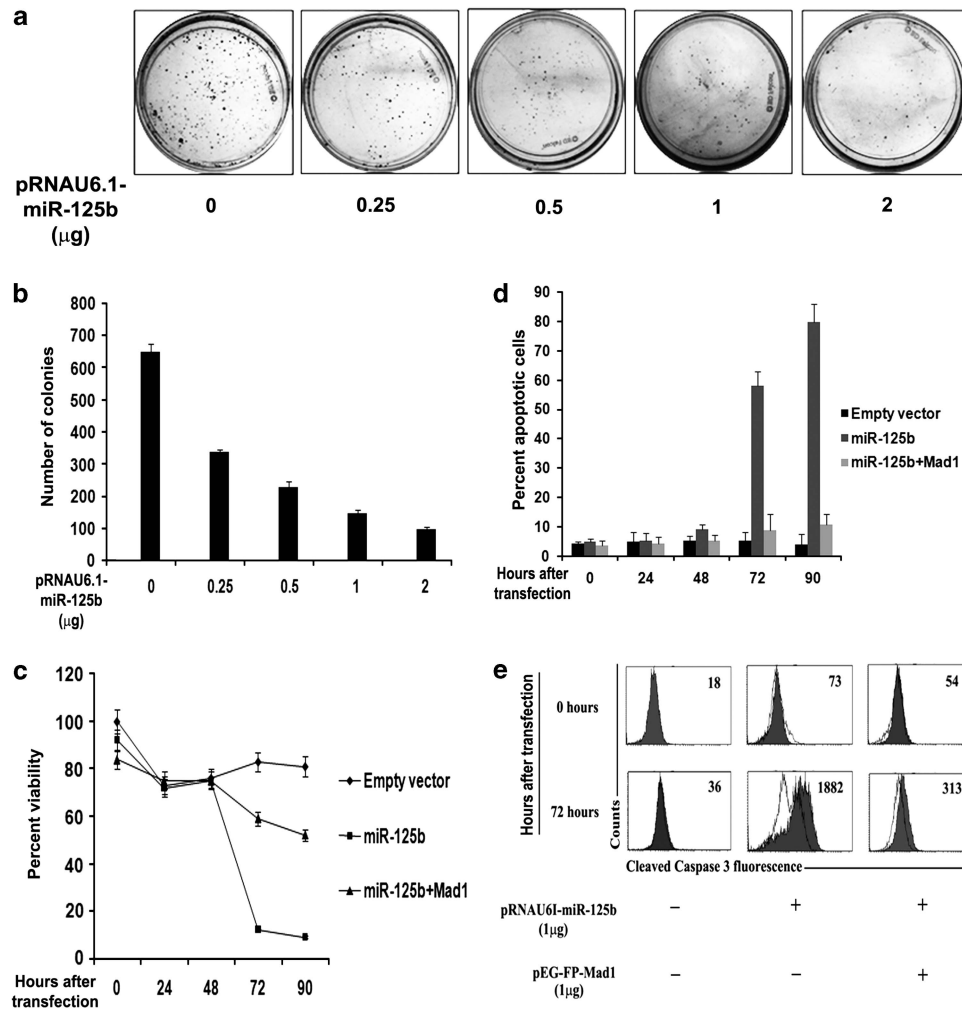 a
pRNAU6.1-
miR-125b
(μg)
0 0.25 0.5 1 2
b
800
700
600
500
400
300
200
100
0
Number of colonies
pRNAU6.1-
miR-125b
(μg)
0 0.25 0.5 1 2
c
120
100
80
60
40
20
0
Percent viability
Empty vector
miR-125b
miR-125b+Mad1
Hours after
transfection
0 24 48 72 90
d
90
80
70
60
50
40
30
20
10
0
Percent apoptotic cells
Empty vector
miR-125b
miR-125b+Mad1
Hours after
transfection
0 24 48 72 90
e
Hours after transfection
0 hours
18 73 54
72 hours
36 1882 313
Counts
Cleaved Caspase 3 fluorescence
pRNAU6I-miR-125b
(1μg)
– + +
pEG-FP-Mad1
(1μg)
– – +